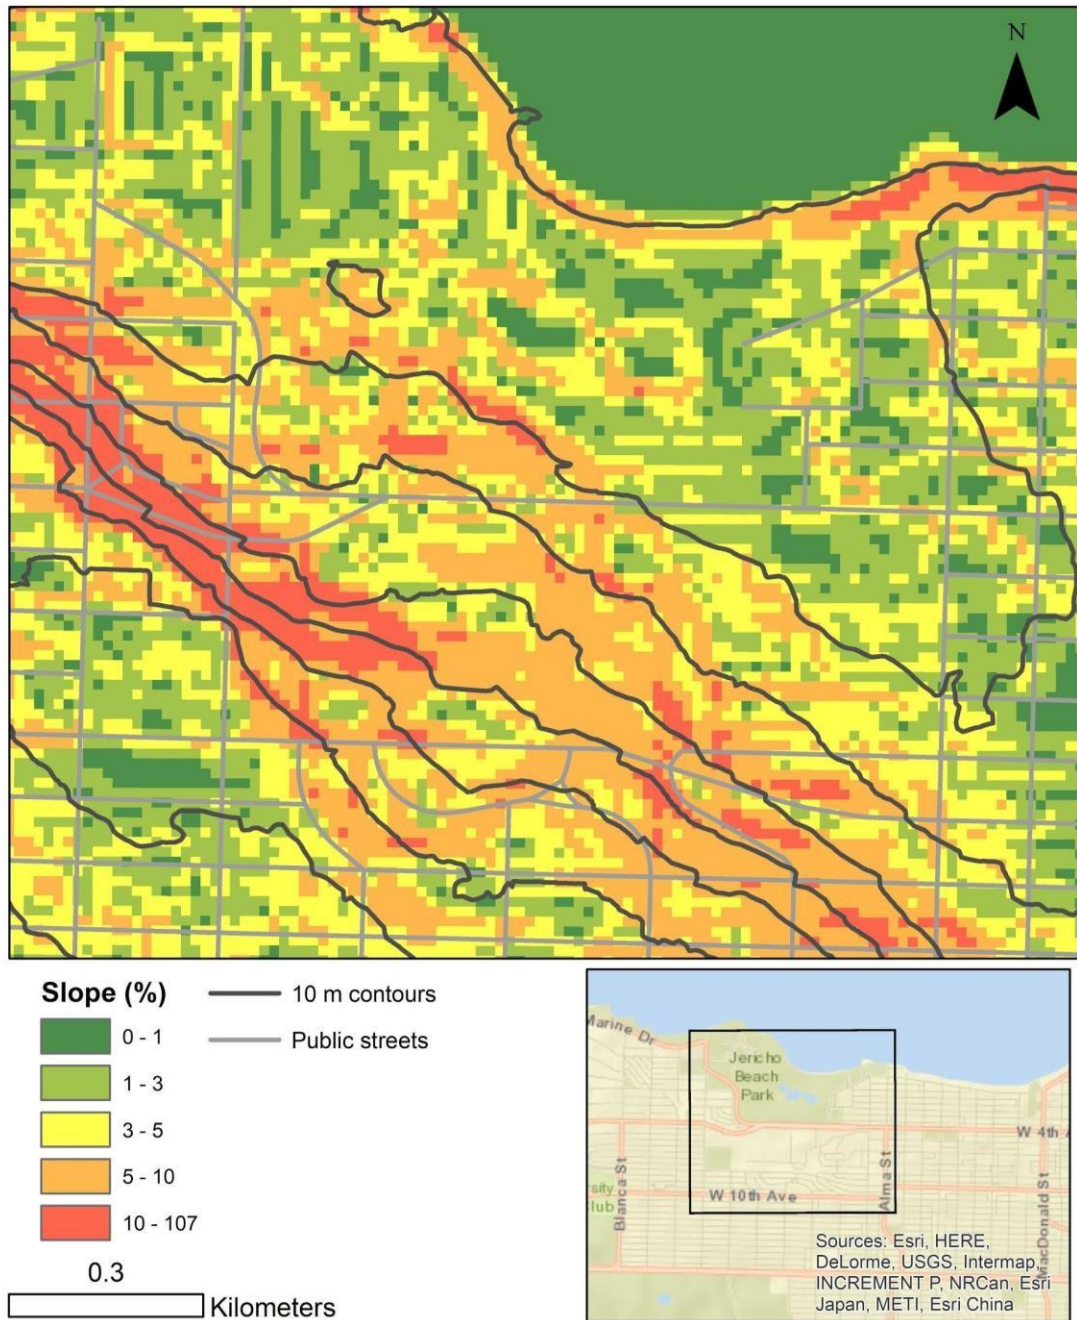 N
Slope (%)
10 m contours
0 - 1
Public streets
1 - 3
3 - 5
5 - 10
10 - 107
0.3
Kilometers
Marine Dr
Jericho
Beach
Park
W 4th A
Blanca St
Alma St
MacDonald St
rsity
Club
W 10th Ave
Sources: Esri, HERE,
DeLorme, USGS, Intermap,
INCREMENT P, NRCan, Esri
Japan, METI, Esri China